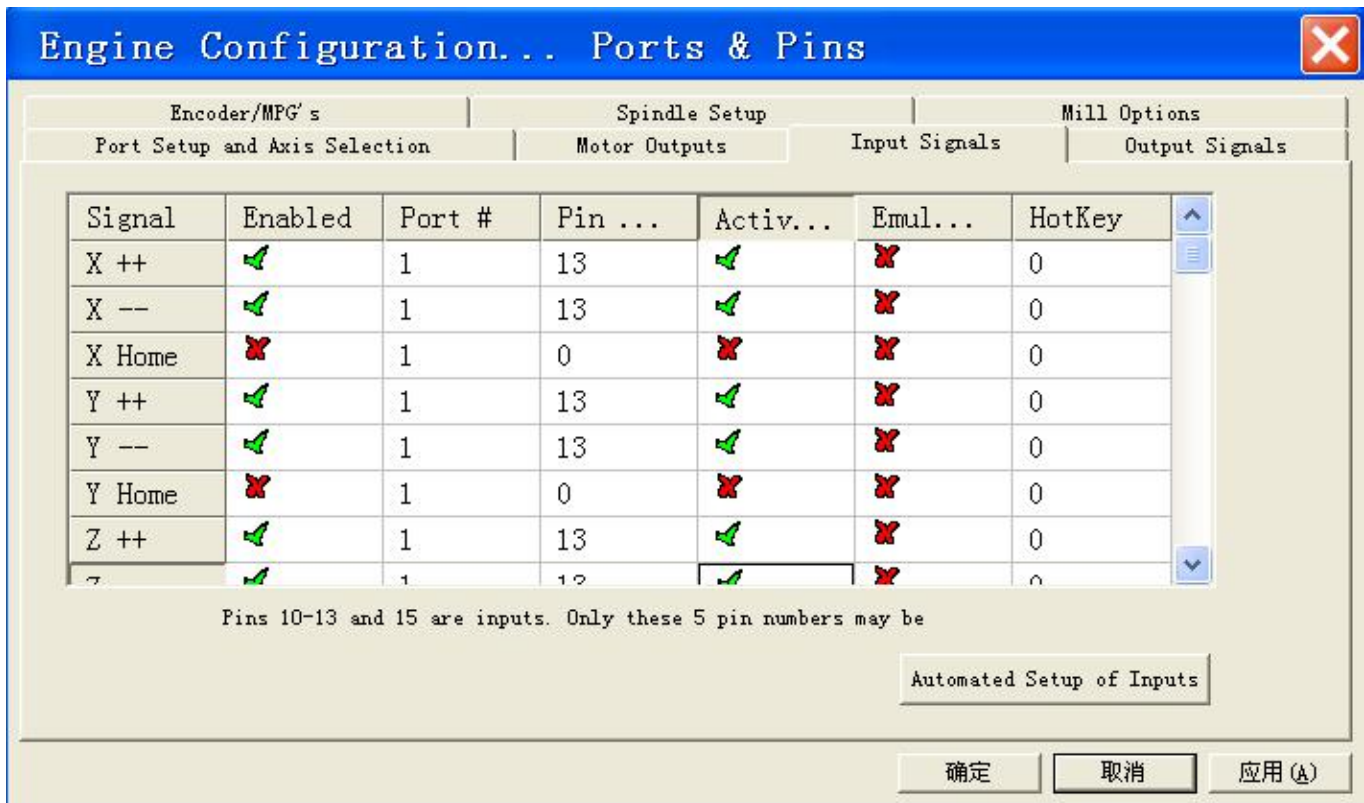 Engine Configuration... Ports & Pins
Encoder/MPG's Spindle Setup Mill Options
Port Setup and Axis Selection Motor Outputs Input Signals Output Signals
Signal Enabled Port # Pin ... Activ... Emul... HotKey
X ++ 1 13 0
X -- 1 13 0
X Home 1 0 0
Y ++ 1 13 0
Y -- 1 13 0
Y Home 1 0 0
Z ++ 1 13 0
Z 1 13 0
Pins 10-13 and 15 are inputs. Only these 5 pin numbers may be
Automated Setup of Inputs
确定 取消 应用(A)